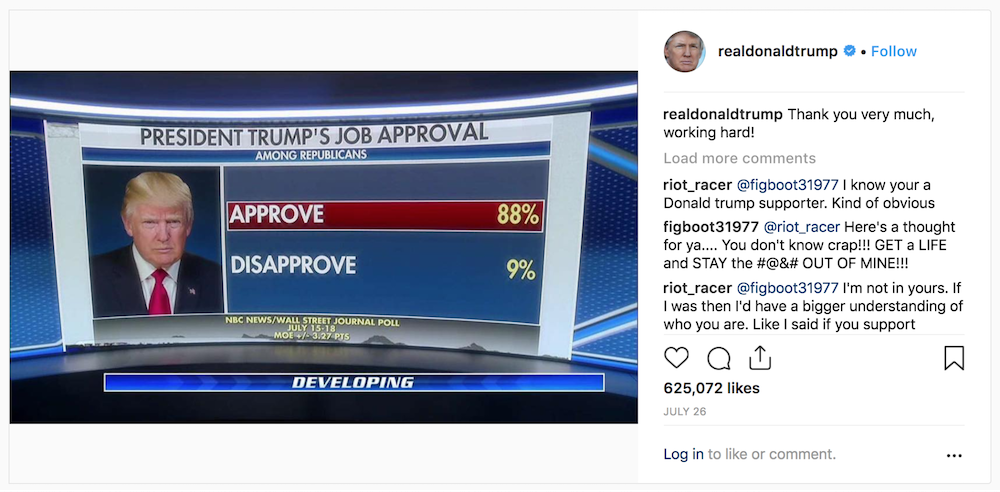 PRESIDENT TRUMP'S JOB APPROVAL
AMONG REPUBLICANS
APPROVE 88%
DISAPPROVE 9%
NBC NEWS/WALL STREET JOURNAL POLL
JULY 15-18
MOE +/- 3.27 PTS
DEVELOPING
realdonaldtrump • Follow
realdonaldtrump Thank you very much,
working hard!
Load more comments
riot_racer @figboot31977 I know your a
Donald trump supporter. Kind of obvious
figboot31977 @riot_racer Here's a thought
for ya.... You don't know crap!!! GET a LIFE
and STAY the #@&# OUT OF MINE!!!
riot_racer @figboot31977 I'm not in yours. If
I was then I'd have a bigger understanding of
who you are. Like I said if you support
625,072 likes
JULY 26
Log in to like or comment.